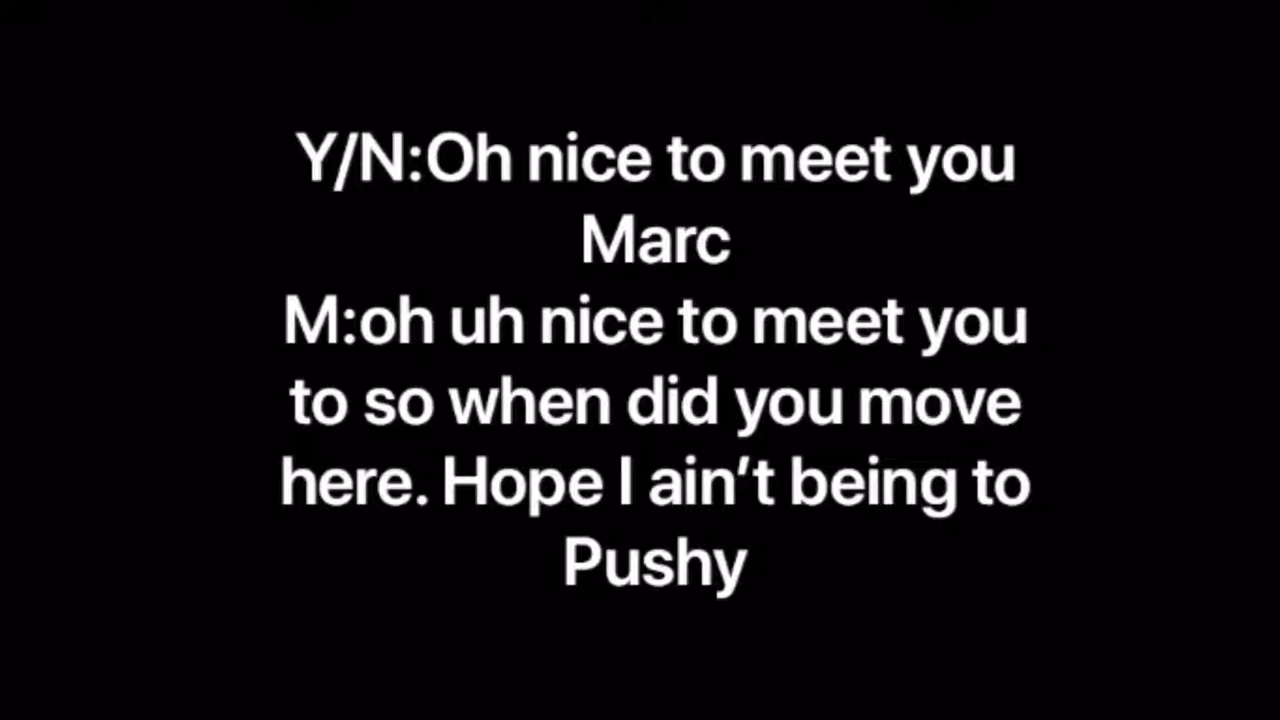 Y/N:Oh nice to meet you
Marc
M:oh uh nice to meet you
to so when did you move
here. Hope I ain’t being to
Pushy